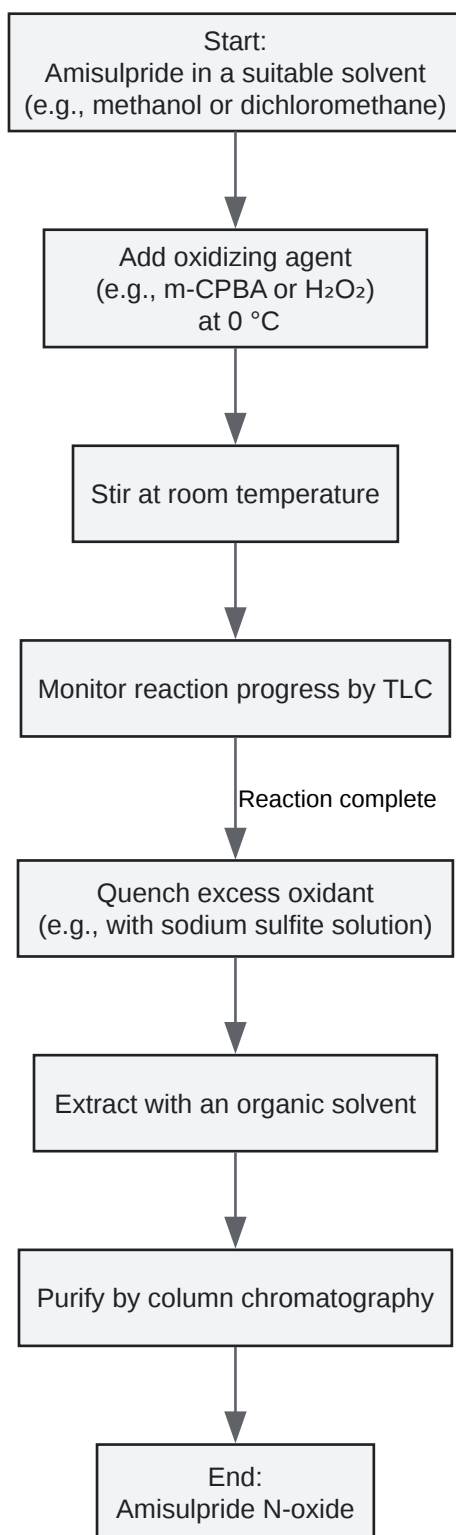 Start:
Amisulpride in a suitable solvent
(e.g., methanol or dichloromethane)
Add oxidizing agent
(e.g., m-CPBA or H₂O₂)
at 0 °C
Stir at room temperature
Monitor reaction progress by TLC
Reaction complete
Quench excess oxidant
(e.g., with sodium sulfite solution)
Extract with an organic solvent
Purify by column chromatography
End:
Amisulpride N-oxide